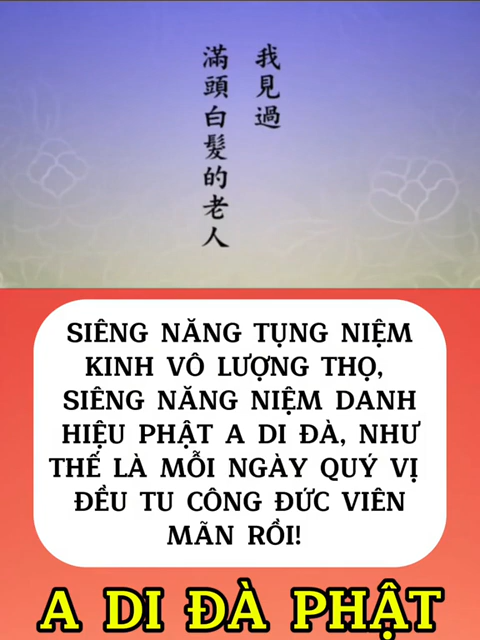 我見過
滿頭白髮的老人
SIÊNG NĂNG TỤNG NIỆM
KINH VÔ LƯỢNG THỌ,
SIÊNG NĂNG NIỆM DANH
HIỆU PHẬT A DI ĐÀ, NHƯ
THẾ LÀ MỖI NGÀY QUÝ VỊ
ĐỀU TU CÔNG ĐỨC VIÊN
MÃN RỒI!
A DI ĐÀ PHẬT